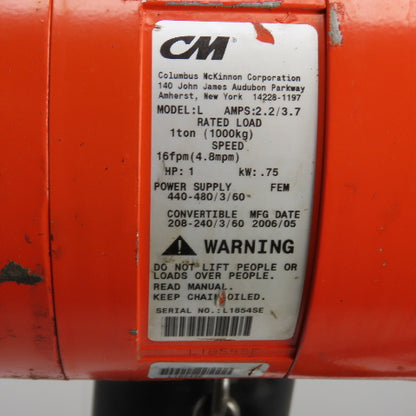 CM
Columbus McKinnon Corporation
140 John James Audubon Parkway
Amherst, New York 14228-1197
MODEL:L AMPS:2.2/3.7
RATED LOAD
1ton (1000kg)
SPEED
16fpm(4.8mpm)
HP: 1 kW: .75
POWER SUPPLY FEM
440-480/3/60
CONVERTIBLE MFG DATE
208-240/3/60 2006/05
WARNING
DO NOT LIFT PEOPLE OR
LOADS OVER PEOPLE.
READ MANUAL.
KEEP CHAIN OILED.
SERIAL NO.:L1854SE
L1854SE